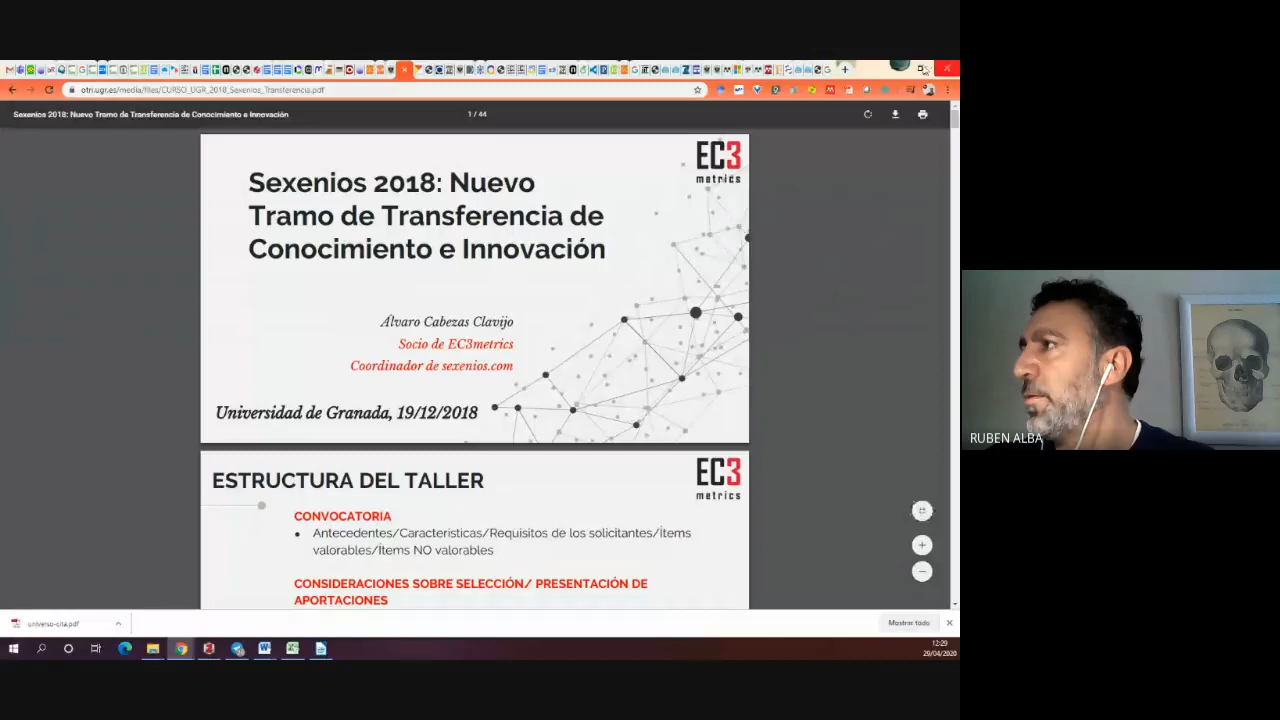 otri.ugr.es/media/files/CURSO_UGR_2018_Sexenios_Transferencia.pdf
Sexenios 2018: Nuevo Tramo de Transferencia de Conocimiento e Innovación
1 / 44
EC3
metrics
Sexenios 2018: Nuevo
Tramo de Transferencia de
Conocimiento e Innovación
Álvaro Cabezas Clavijo
Socio de EC3metrics
Coordinador de sexenios.com
Universidad de Granada, 19/12/2018
RUBEN ALBA
ESTRUCTURA DEL TALLER
EC3
metrics
CONVOCATORIA
• Antecedentes/Características/Requisitos de los solicitantes/Ítems
valorables/Ítems NO valorables
CONSIDERACIONES SOBRE SELECCIÓN/ PRESENTACIÓN DE
APORTACIONES
universo-cita.pdf
Mostrar todo
12:29
29/04/2020